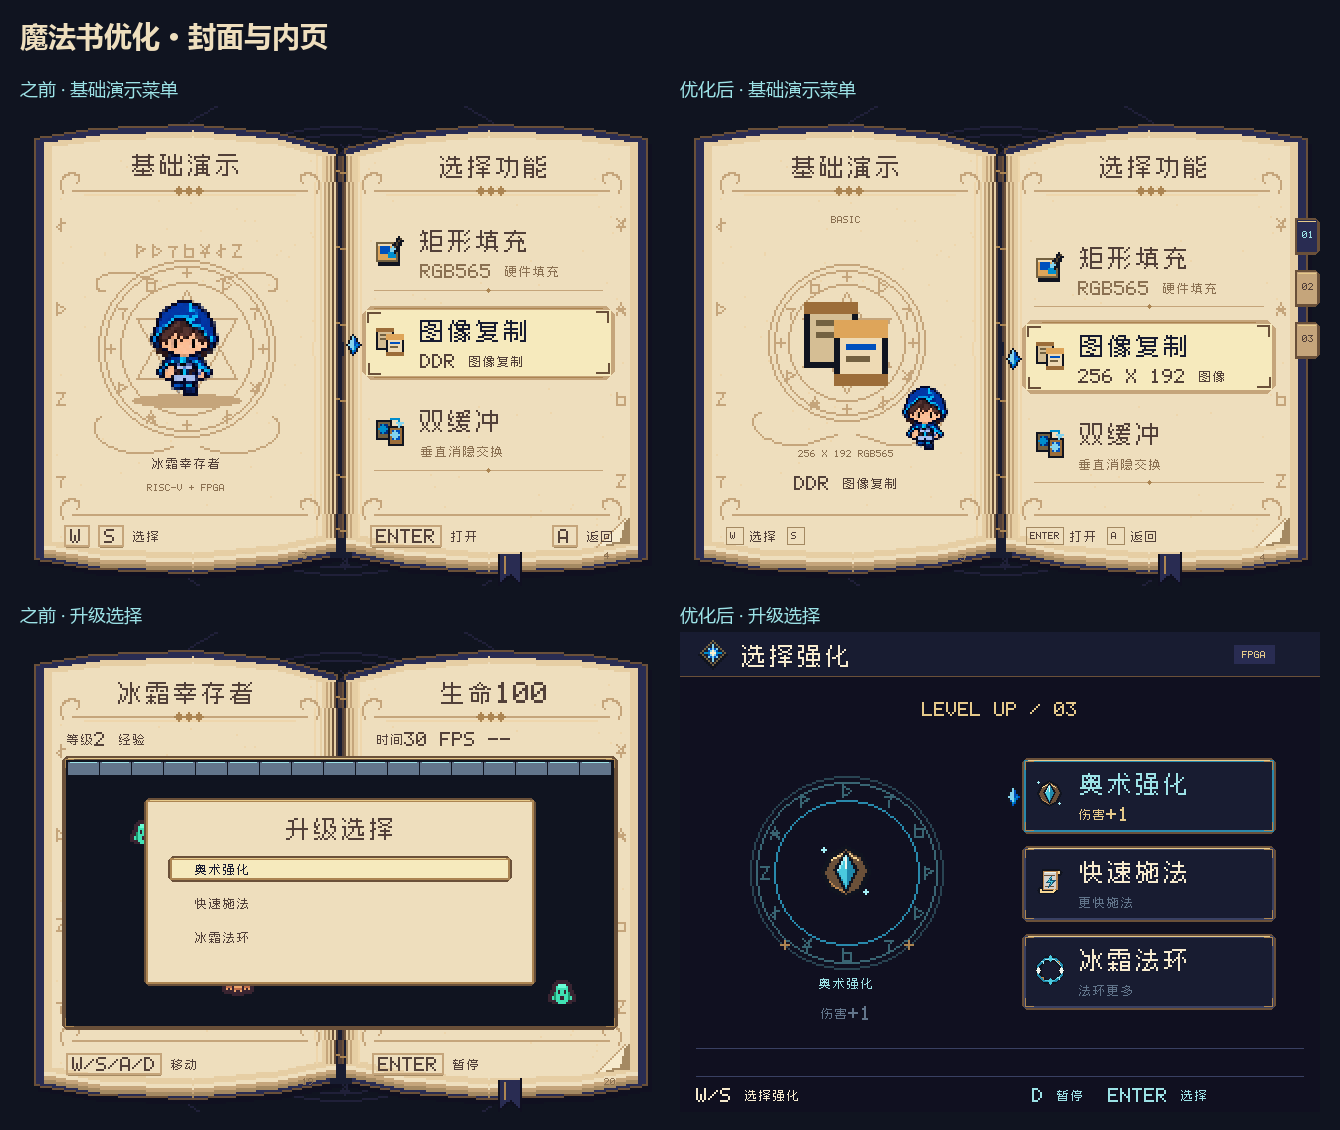 魔法书优化·封面与内页
之前·基础演示菜单
基础演示
冰霜幸存者
RISC-V + FPGA
W S 选择
选择功能
矩形填充
RGB565 硬件填充
图像复制
DDR 图像复制
双缓冲
垂直消隐交换
ENTER 打开 A 返回
优化后·基础演示菜单
基础演示
BASIC
256 X 192 RGB565
DDR 图像复制
W 选择 S
选择功能
矩形填充
RGB565 硬件填充
图像复制
256 X 192 图像
双缓冲
垂直消隐交换
ENTER 打开 A 返回
01
02
03
之前·升级选择
冰霜幸存者
等级2 经验
生命100
时间30 FPS --
升级选择
奥术强化
快速施法
冰霜法环
W/S/A/D 移动
ENTER 暂停
20
优化后·升级选择
选择强化
FPGA
LEVEL UP / 03
奥术强化
伤害+1
奥术强化
伤害+1
快速施法
更快施法
冰霜法环
法环更多
W/S 选择强化
D 暂停 ENTER 选择